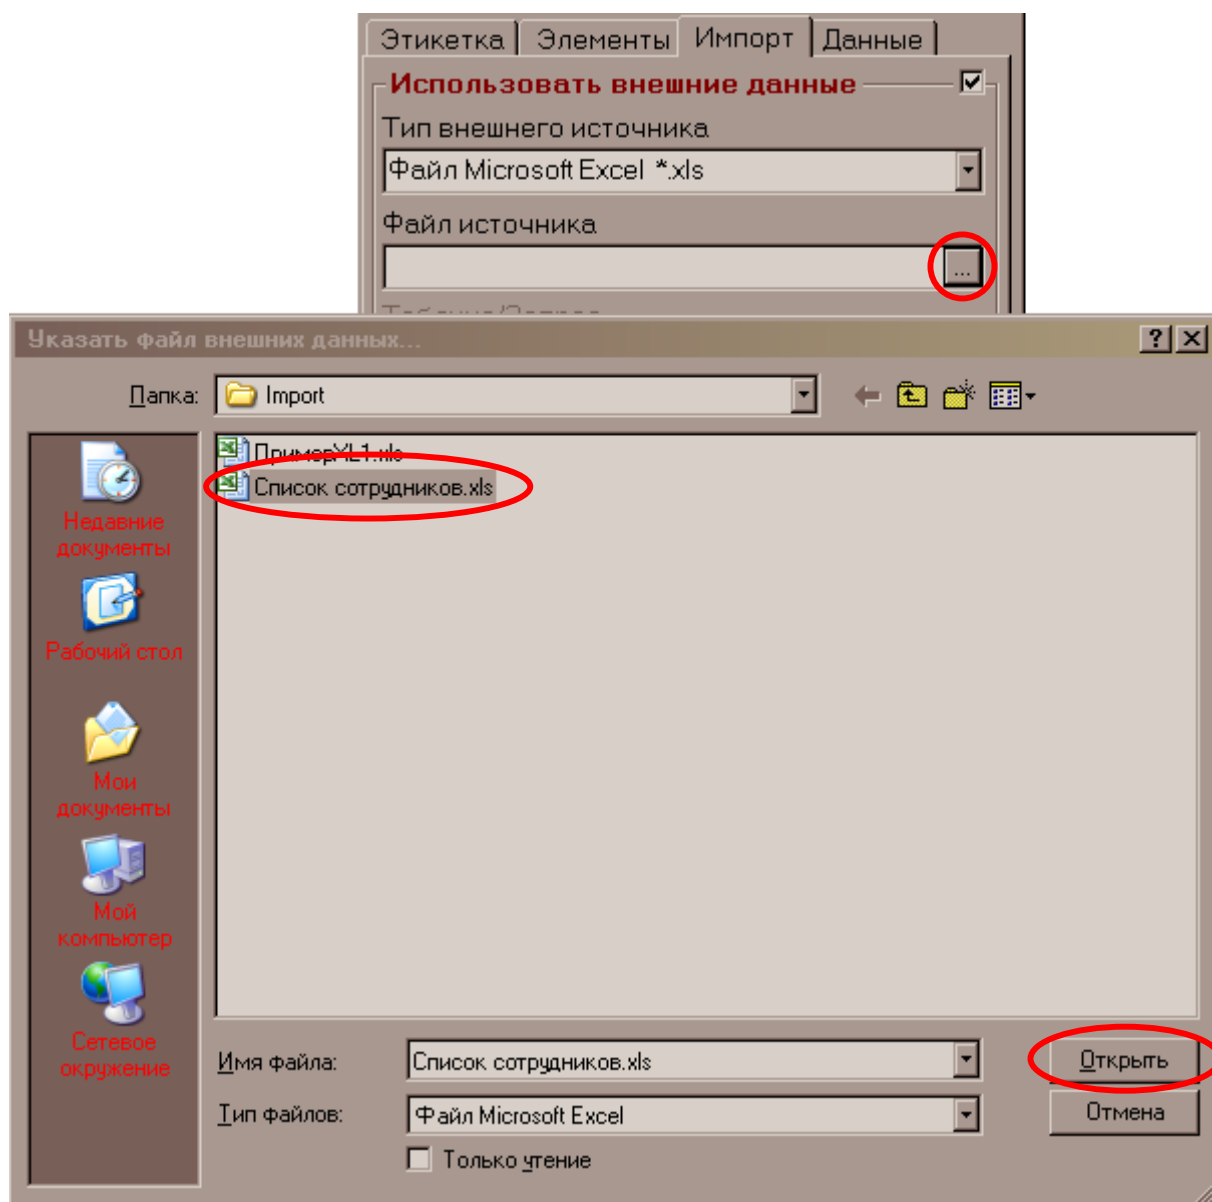 Этикетка Элементы Импорт Данные
Использовать внешние данные
Тип внешнего источника
Файл Microsoft Excel *.xls
Файл источника
...
Указать файл внешних данных...
Папка: Import
ПримерXL1.xls
Список сотрудников.xls
Недавние
документы
Рабочий стол
Мои
документы
Мой
компьютер
Сетевое
окружение
Имя файла: Список сотрудников.xls Открыть
Тип файлов: Файл Microsoft Excel Отмена
Только чтение